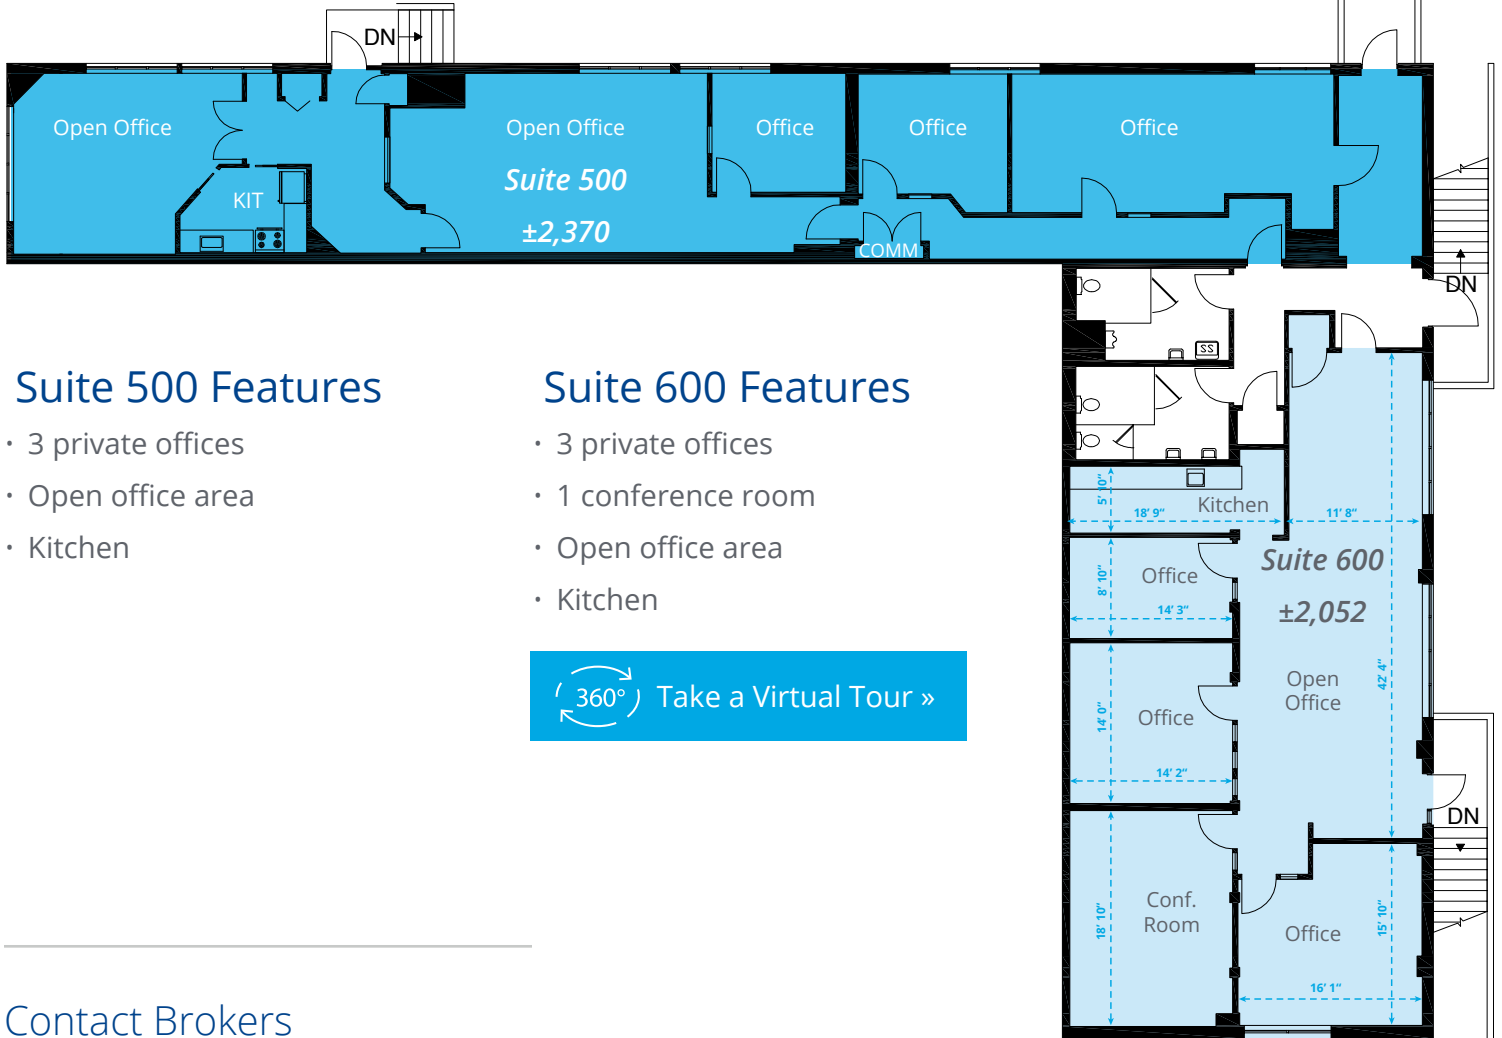 DN
Open Office
Open Office
Office
Office
Office
Suite 500
KIT
±2,370
COMM
DN
SS
Suite 500 Features
· 3 private offices
· Open office area
· Kitchen
Suite 600 Features
· 3 private offices
· 1 conference room
· Open office area
· Kitchen
360° Take a Virtual Tour »
5' 10"
Kitchen
18' 9"
11' 8"
Suite 600
±2,052
8' 10"
Office
14' 3"
42' 4"
Open
Office
14' 0"
Office
14' 2"
DN
18' 10"
Conf.
Room
15' 10"
Office
16' 1"
Contact Brokers